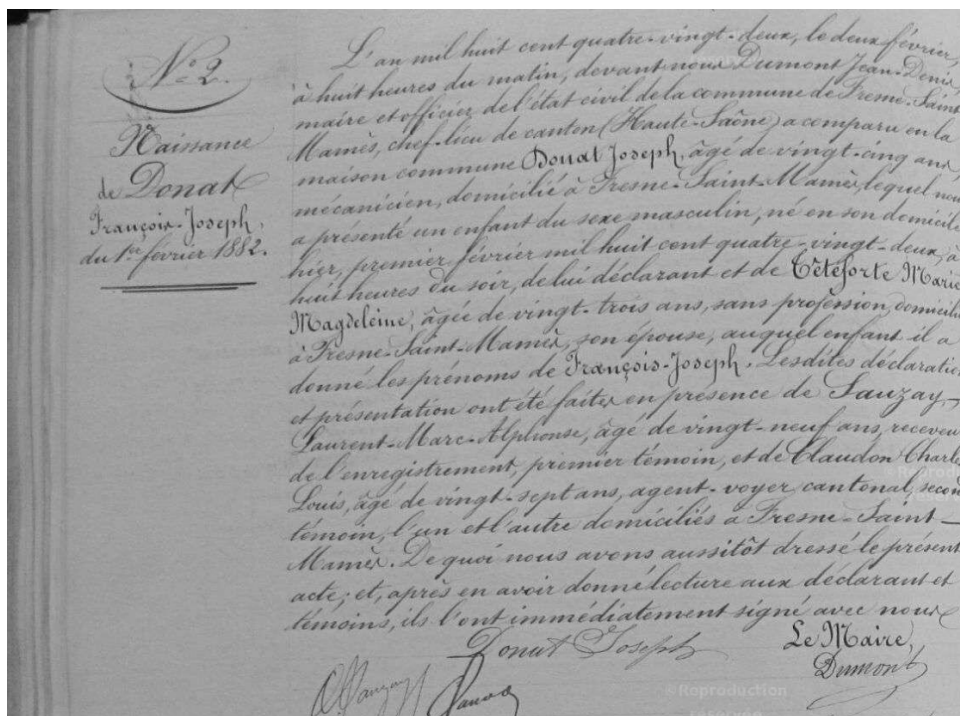 N° 2.
Naissance
de Donat
François-Joseph,
du 1er février 1882.
L'an mil huit cent quatre-vingt-deux, le deux février,
à huit heures du matin, devant nous Dumont Jean-Denis,
maire et officier de l'état civil de la commune de Fresne-Saint
Mamès, chef-lieu de canton (Haute-Saône) a comparu en la
maison commune Donat Joseph, âgé de vingt-cinq ans,
mécanicien, domicilié à Fresne-Saint-Mamès, lequel nous
a présenté un enfant du sexe masculin, né en son domicile
hier, premier février mil huit cent quatre-vingt-deux, à
huit heures du soir, de lui déclarant et de Têteforte Marie
Magdeleine, âgée de vingt-trois ans, sans profession, domicilié
à Fresne-Saint-Mamès, son épouse, auquel enfant il a
donné les prénoms de François-Joseph. Lesdites déclaration
et présentation ont été faites en présence de Sauzay,
Laurent-Marc-Alphonse, âgé de vingt-neuf ans, receveu
de l'enregistrement, premier témoin, et de Claudon Charles
Louis, âgé de vingt-sept ans, agent-voyer cantonal, secon
témoin, l'un et l'autre domiciliés à Fresne-Saint-
Mamès. De quoi nous avons aussitôt dressé le présent
acte; et, après en avoir donné lecture aux déclarant et
témoins, ils l'ont immédiatement signé avec nous
Donat Joseph
Le Maire,
Dumont
© Reproduction